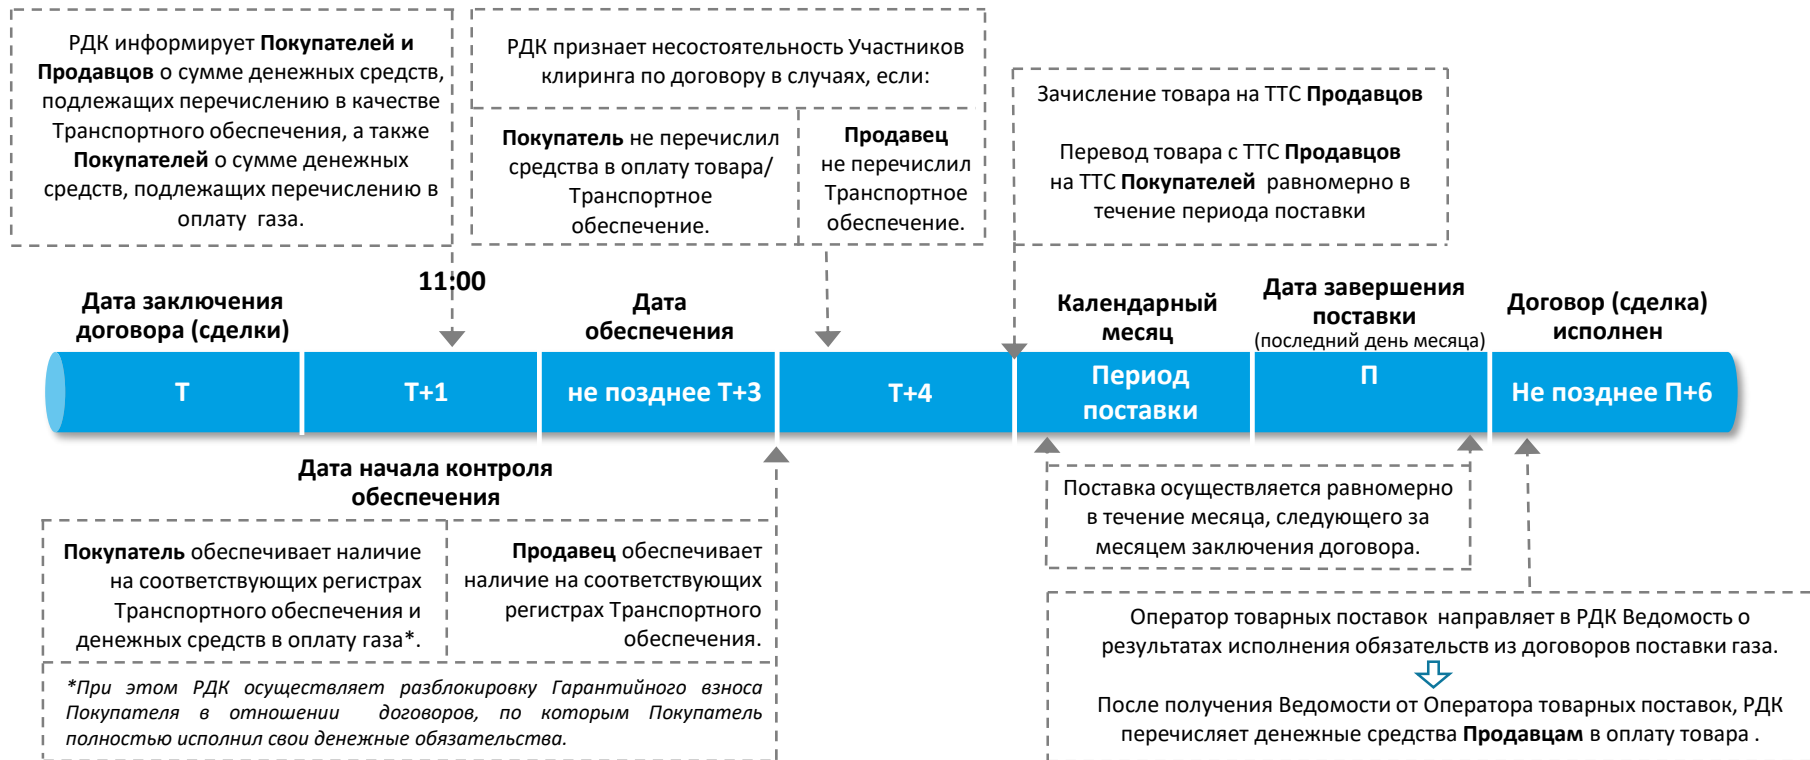 РДК информирует Покупателей и
Продавцов о сумме денежных средств,
подлежащих перечислению в качестве
Транспортного обеспечения, а также
Покупателей о сумме денежных
средств, подлежащих перечислению в
оплату газа.
РДК признает несостоятельность Участников
клиринга по договору в случаях, если:
Покупатель не перечислил
средства в оплату товара/
Транспортное
обеспечение.
Продавец
не перечислил
Транспортное
обеспечение.
Зачисление товара на ТТС Продавцов
Перевод товара с ТТС Продавцов
на ТТС Покупателей равномерно в
течение периода поставки
11:00
Дата заключения
договора (сделки)
Дата
обеспечения
Календарный
месяц
Дата завершения
поставки
(последний день месяца)
Договор (сделка)
исполнен
Т
Т+1
не позднее Т+3
Т+4
Период
поставки
П
Не позднее П+6
Дата начала контроля
обеспечения
Покупатель обеспечивает наличие
на соответствующих регистрах
Транспортного обеспечения и
денежных средств в оплату газа*.
Продавец обеспечивает
наличие на соответствующих
регистрах Транспортного
обеспечения.
*При этом РДК осуществляет разблокировку Гарантийного взноса
Покупателя в отношении договоров, по которым Покупатель
полностью исполнил свои денежные обязательства.
Поставка осуществляется равномерно
в течение месяца, следующего за
месяцем заключения договора.
Оператор товарных поставок направляет в РДК Ведомость о
результатах исполнения обязательств из договоров поставки газа.
После получения Ведомости от Оператора товарных поставок, РДК
перечисляет денежные средства Продавцам в оплату товара .